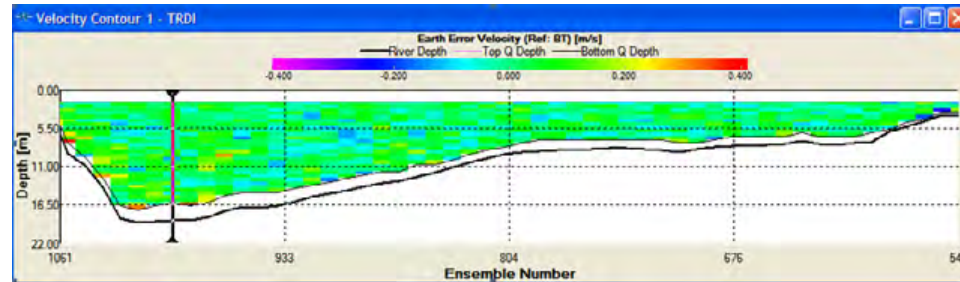 Velocity Contour 1 - TRDI
Earth Error Velocity (Ref: BT) [m/s]
River Depth Top Q Depth Bottom Q Depth
-0.400 -0.200 0.000 0.200 0.400
Depth [m]
0.00
5.50
11.00
16.50
22.00
1051 933 804 676 54
Ensemble Number